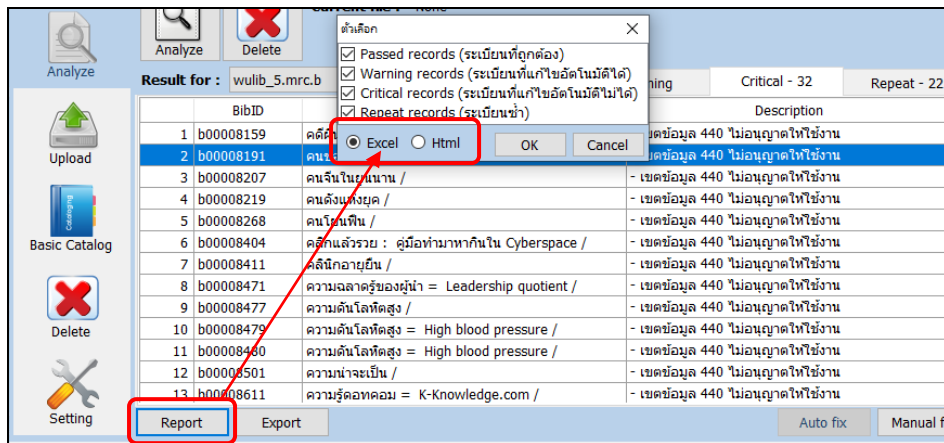 Current file : None
Analyze
Delete
ตัวเลือก
Passed records (ระเบียนที่ถูกต้อง)
Warning records (ระเบียนที่แก้ไขอัตโนมัติได้)
Critical records (ระเบียนที่แก้ไขอัตโนมัติไม่ได้)
Repeat records (ระเบียนซ้ำ)
Excel Html OK Cancel
Analyze
Upload
Basic Catalog
Delete
Setting
Result for : wulib_5.mrc.b
Critical - 32 Repeat - 22
BibID Description
1 b00008159 - เขตข้อมูล 440 ไม่อนุญาตให้ใช้งาน
2 b00008191 - เขตข้อมูล 440 ไม่อนุญาตให้ใช้งาน
3 b00008207 คนจีนในยูนนาน / - เขตข้อมูล 440 ไม่อนุญาตให้ใช้งาน
4 b00008219 คนดังแห่งยุค / - เขตข้อมูล 440 ไม่อนุญาตให้ใช้งาน
5 b00008268 - เขตข้อมูล 440 ไม่อนุญาตให้ใช้งาน
6 b00008404 คลิกแล้วรวย : คู่มือทำมาหากินใน Cyberspace / - เขตข้อมูล 440 ไม่อนุญาตให้ใช้งาน
7 b00008411 คลินิกอายุยืน / - เขตข้อมูล 440 ไม่อนุญาตให้ใช้งาน
8 b00008471 ความฉลาดรู้ของผู้นำ = Leadership quotient / - เขตข้อมูล 440 ไม่อนุญาตให้ใช้งาน
9 b00008477 ความดันโลหิตสูง / - เขตข้อมูล 440 ไม่อนุญาตให้ใช้งาน
10 b00008479 ความดันโลหิตสูง = High blood pressure / - เขตข้อมูล 440 ไม่อนุญาตให้ใช้งาน
11 b00008480 ความดันโลหิตสูง = High blood pressure / - เขตข้อมูล 440 ไม่อนุญาตให้ใช้งาน
12 b00008501 ความน่าจะเป็น / - เขตข้อมูล 440 ไม่อนุญาตให้ใช้งาน
13 b00008611 ความรู้ดอทคอม = K-Knowledge.com / - เขตข้อมูล 440 ไม่อนุญาตให้ใช้งาน
Report Export Auto fix Manual f